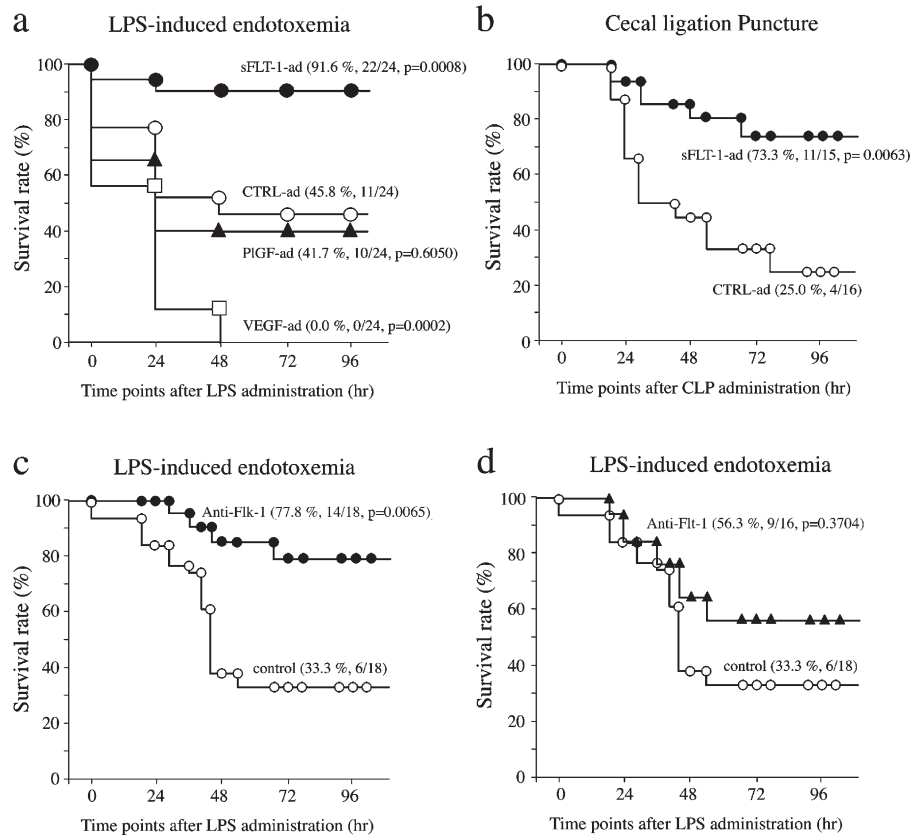 a
LPS-induced endotoxemia
Survival rate (%)
100
80
60
40
20
0
sFLT-1-ad (91.6 %, 22/24, p=0.0008)
CTRL-ad (45.8 %, 11/24)
PlGF-ad (41.7 %, 10/24, p=0.6050)
VEGF-ad (0.0 %, 0/24, p=0.0002)
0 24 48 72 96
Time points after LPS administration (hr)
b
Cecal ligation Puncture
Survival rate (%)
100
80
60
40
20
0
sFLT-1-ad (73.3 %, 11/15, p= 0.0063)
CTRL-ad (25.0 %, 4/16)
0 24 48 72 96
Time points after CLP administration (hr)
c
LPS-induced endotoxemia
Survival rate (%)
100
80
60
40
20
0
Anti-Flk-1 (77.8 %, 14/18, p=0.0065)
control (33.3 %, 6/18)
0 24 48 72 96
Time points after LPS administration (hr)
d
LPS-induced endotoxemia
Survival rate (%)
100
80
60
40
20
0
Anti-Flt-1 (56.3 %, 9/16, p=0.3704)
control (33.3 %, 6/18)
0 24 48 72 96
Time points after LPS administration (hr)